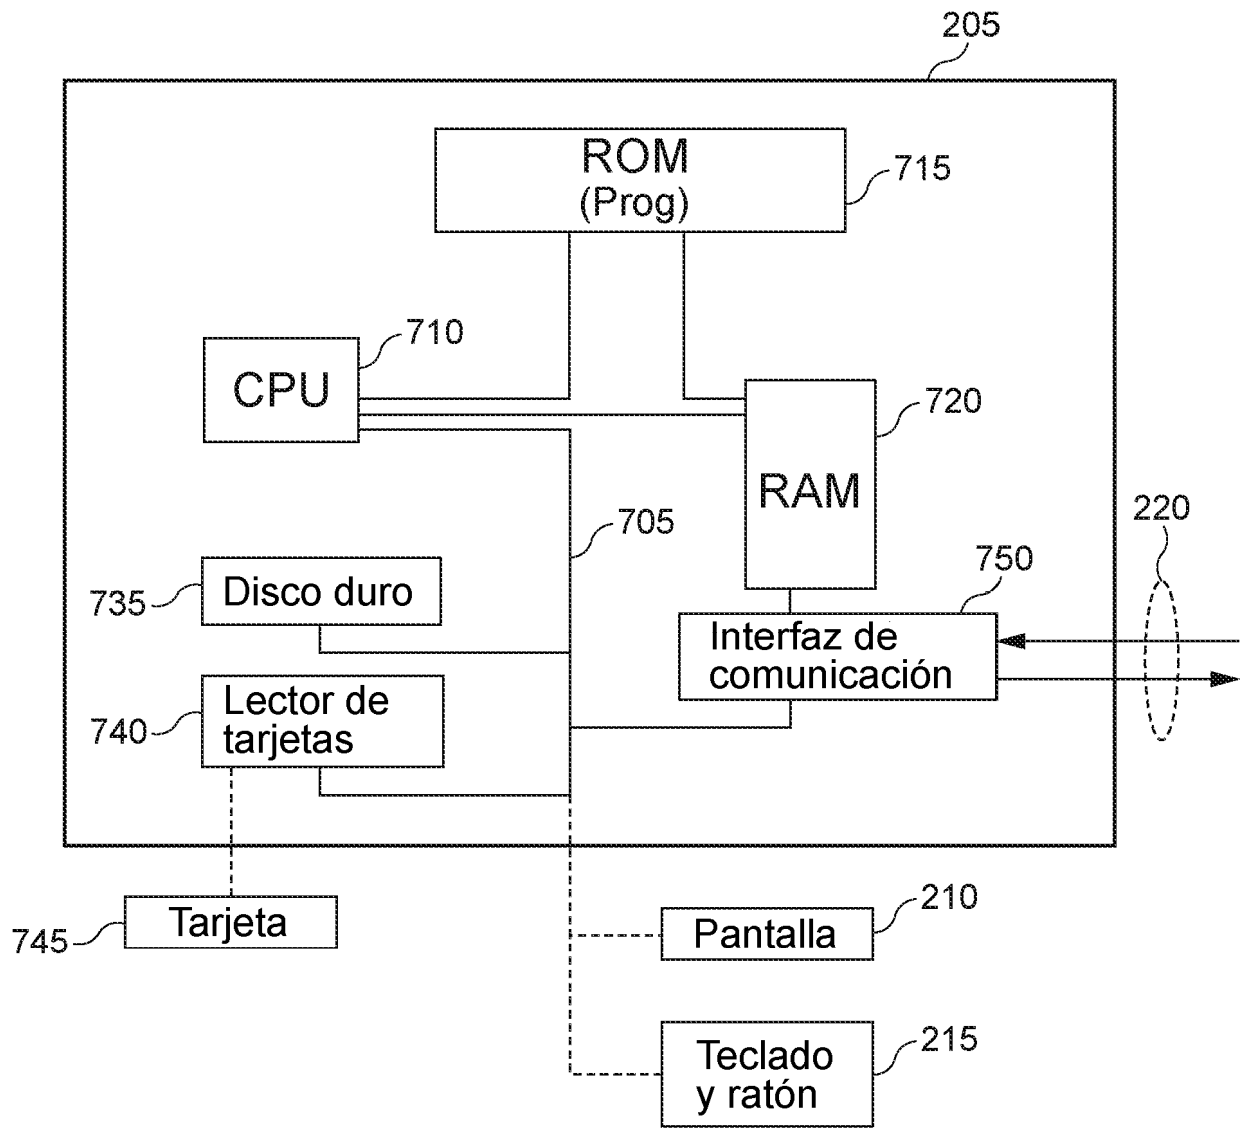 205
ROM
(Prog)
715
710
CPU
720
RAM
705
220
750
735
Disco duro
Interfaz de
comunicación
740
Lector de
tarjetas
745
Tarjeta
210
Pantalla
215
Teclado
y ratón